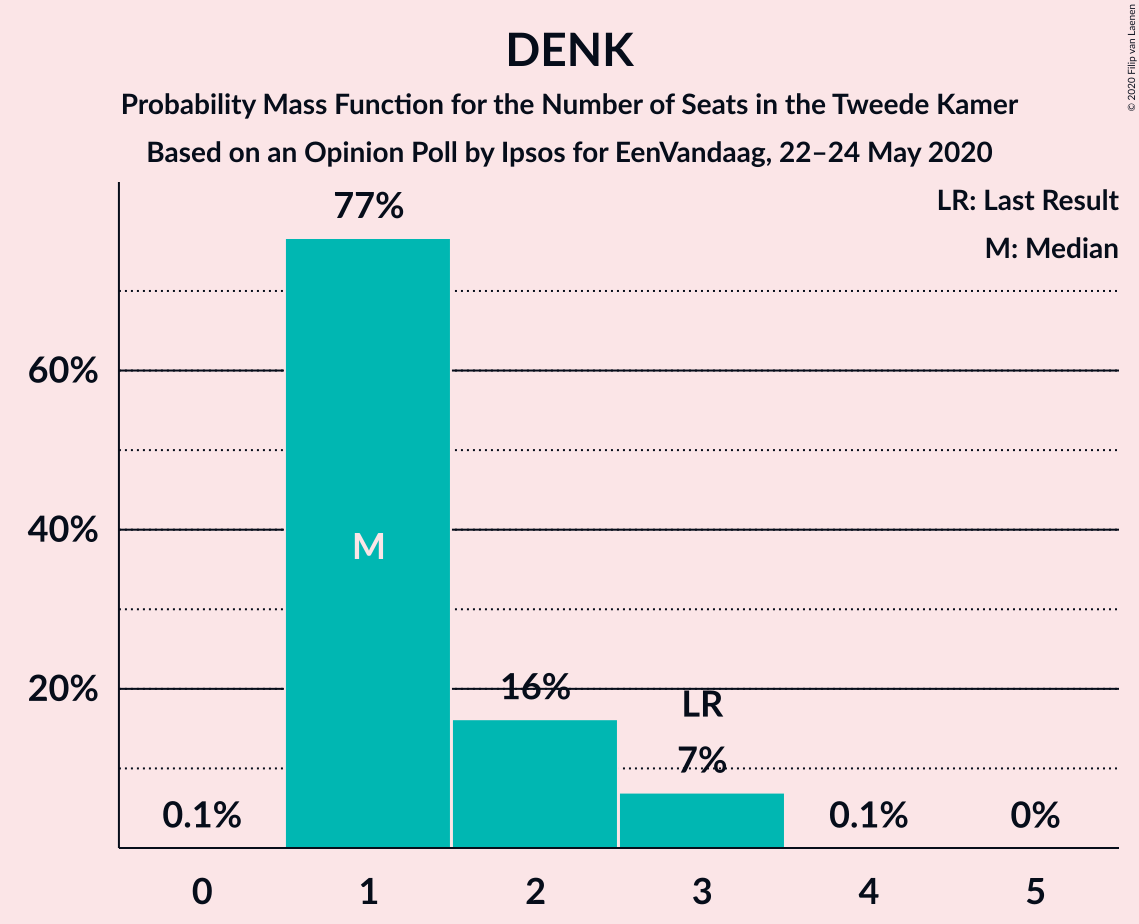 DENK
Probability Mass Function for the Number of Seats in the Tweede Kamer
Based on an Opinion Poll by Ipsos for EenVandaag, 22–24 May 2020
© 2020 Filip van Laenen
LR: Last Result
M: Median
77%
60%
40%
M
20%
16%
LR
7%
0.1%
0.1%
0%
0 1 2 3 4 5